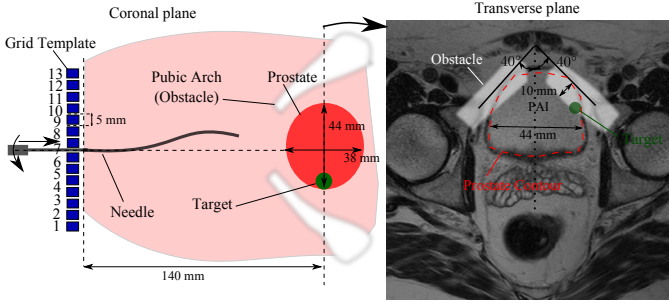 Coronal plane
Transverse plane
Grid Template
13
12
11
10
9
8
7
6
5
4
3
2
1
5 mm
Pubic Arch
(Obstacle)
Prostate
44 mm
38 mm
Needle
Target
140 mm
Obstacle
40°
40°
10 mm
PAI
44 mm
Target
Prostate Contour